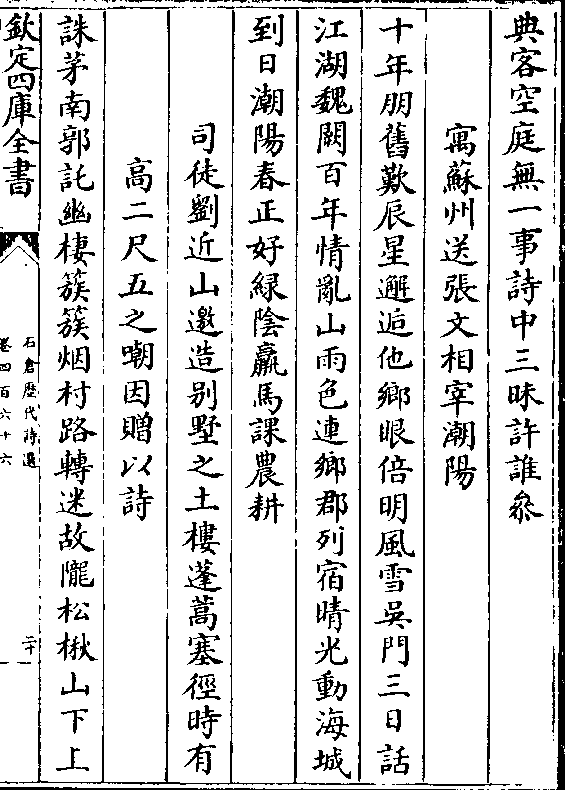 典客空庭無一事詩中三昧許誰參
寓蘇州送張文相宰潮陽
十年朋舊歎辰星邂逅他鄉眼倍明風雪吳門三日話
江湖魏闕百年情亂山雨色連鄉郡列宿晴光動海城
到日潮陽春正好緑陰羸馬課農耕
司徒劉近山邀造别墅之土樓蓬蒿塞徑時有
高二尺五之嘲因贈以詩
誅茅南郭託幽棲簇簇烟村路轉迷故隴松楸山下上
欽定四庫全書
石倉歴代詩選
卷四百六十六
二十